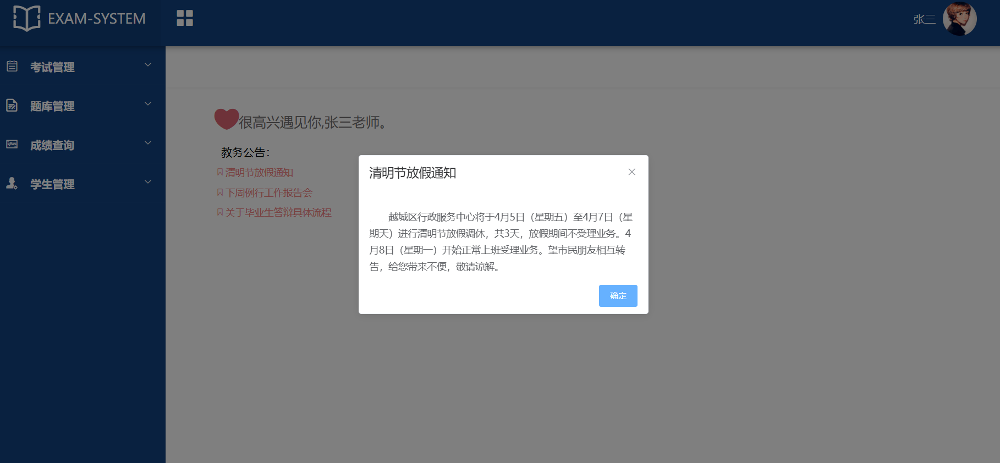 EXAM-SYSTEM
张三
考试管理
题库管理
成绩查询
学生管理
很高兴遇见你,张三老师。
教务公告：
清明节放假通知
下周例行工作报告会
关于毕业生答辩具体流程
清明节放假通知
越城区行政服务中心将于4月5日（星期五）至4月7日（星
期天）进行清明节放假调休，共3天，放假期间不受理业务。4
月8日（星期一）开始正常上班受理业务。望市民朋友相互转
告，给您带来不便，敬请谅解。
确定